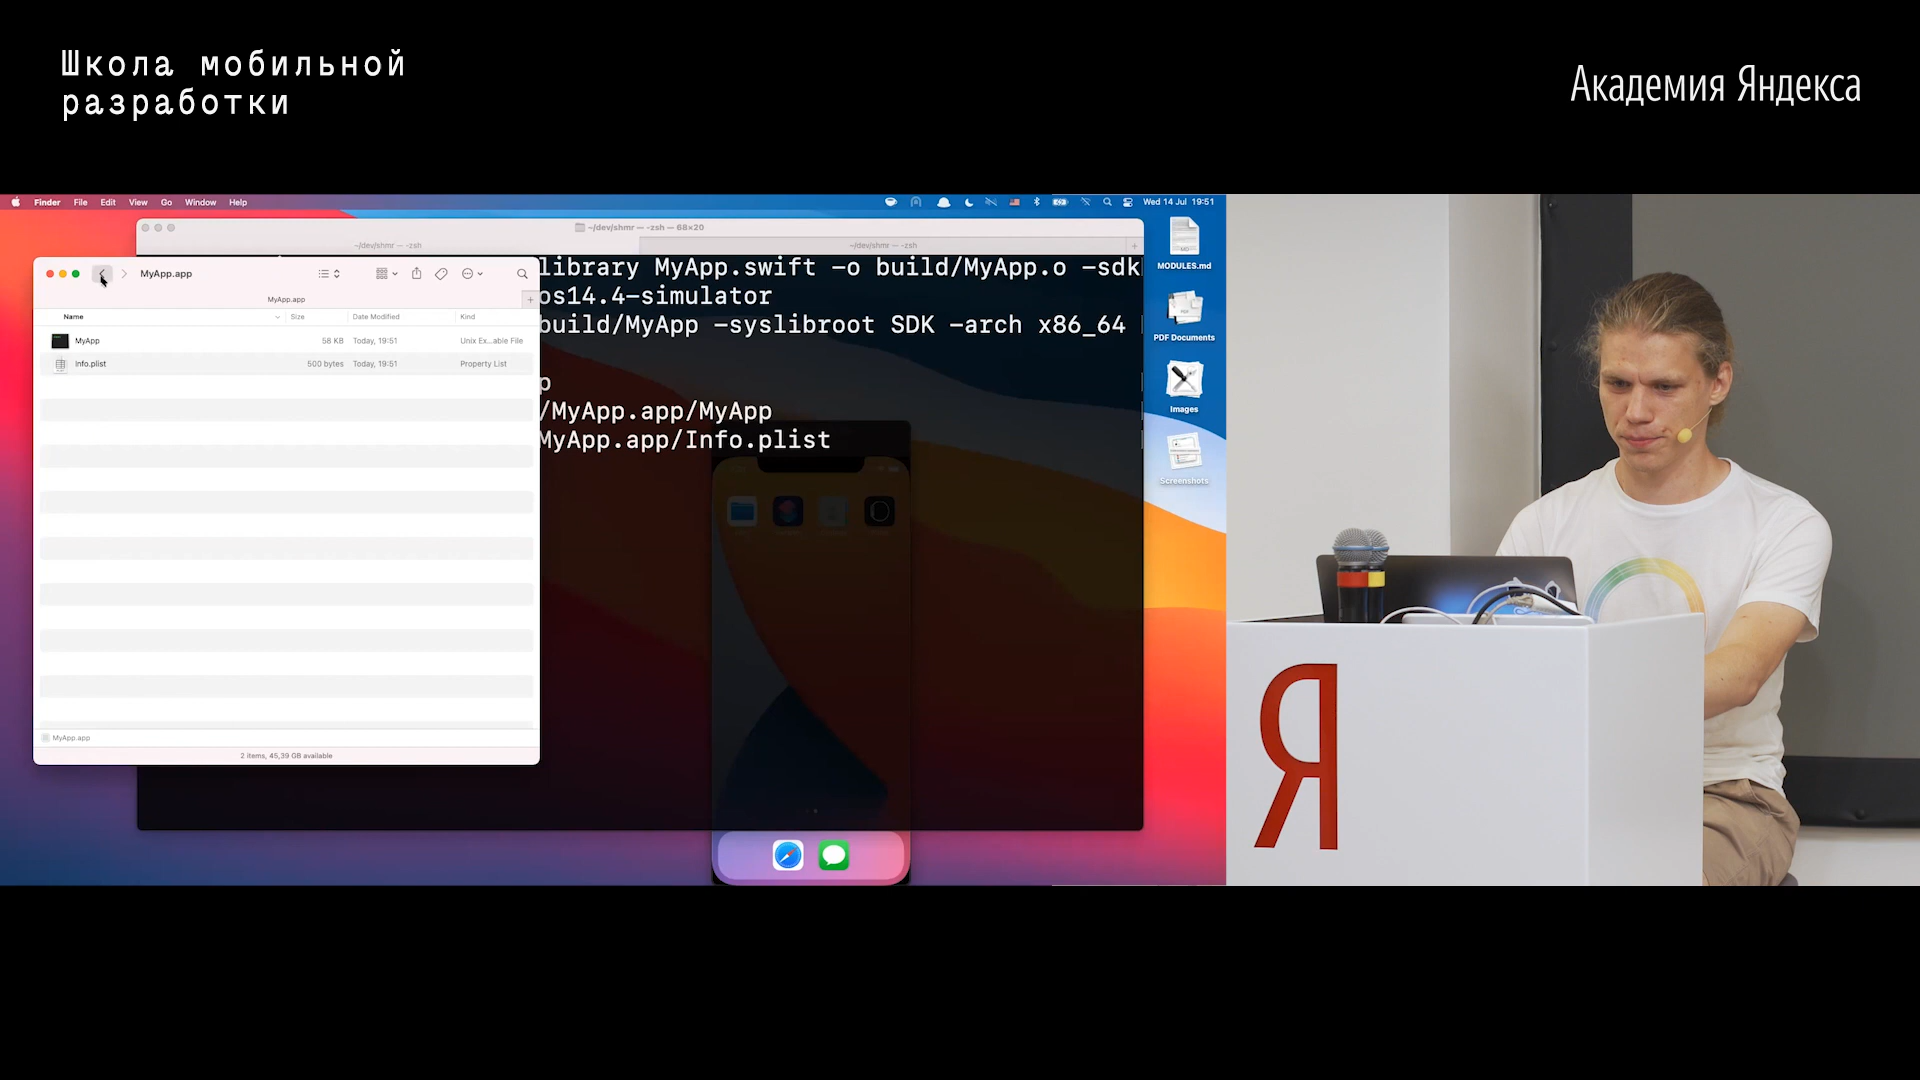 Школа мобильной
разработки
Академия Яндекса
Finder File Edit View Go Window Help
Wed 14 Jul 19:51
~/dev/shmr — -zsh — 68×20
~/dev/shmr — -zsh
~/dev/shmr — -zsh
MyApp.app
MyApp.app
Name Size Date Modified Kind
MyApp 58 KB Today, 19:51 Unix Ex...able File
Info.plist 500 bytes Today, 19:51 Property List
MyApp.app
2 items, 45,39 GB available
library MyApp.swift -o build/MyApp.o -sdk
os14.4-simulator
build/MyApp -syslibroot SDK -arch x86_64
p
/MyApp.app/MyApp
MyApp.app/Info.plist
MODULES.md
PDF Documents
Images
Screenshots
Я